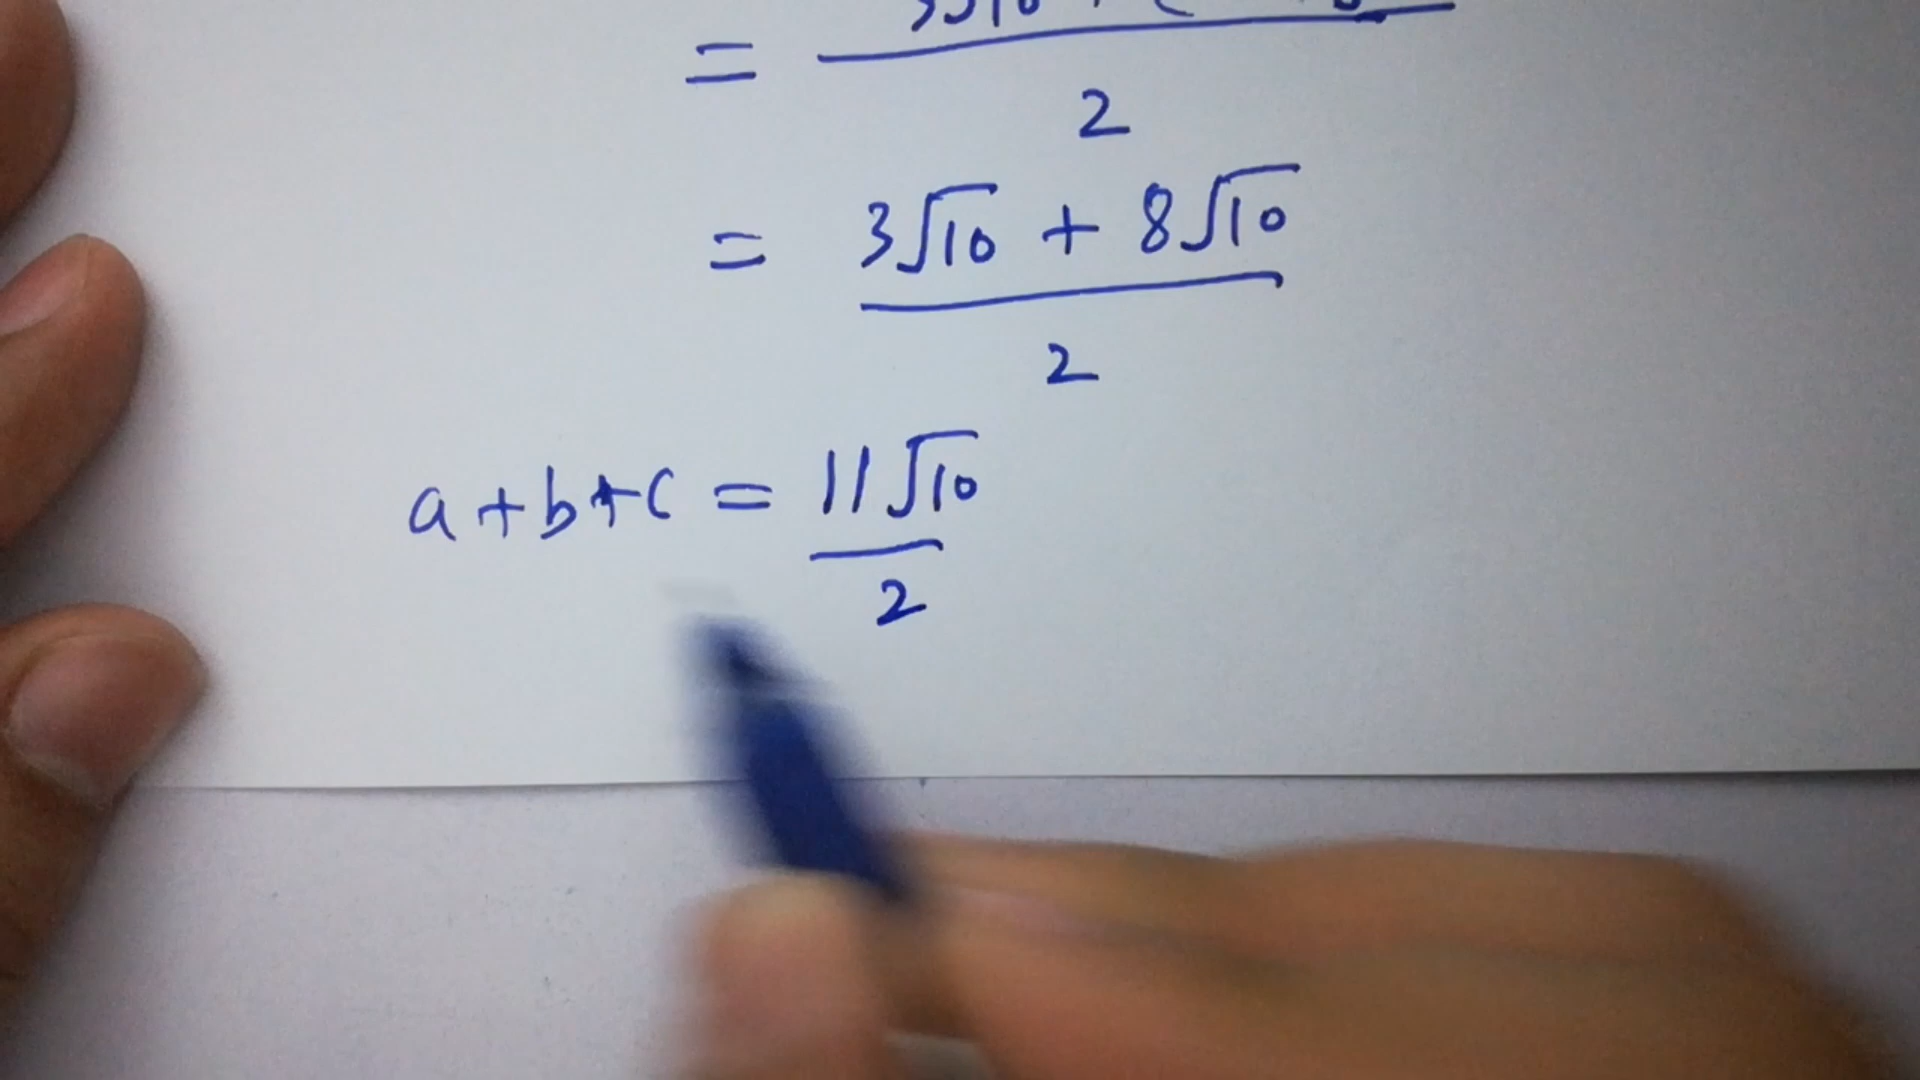 = 2
= 3√10 + 8√10 / 2
a+b+c = 11√10 / 2